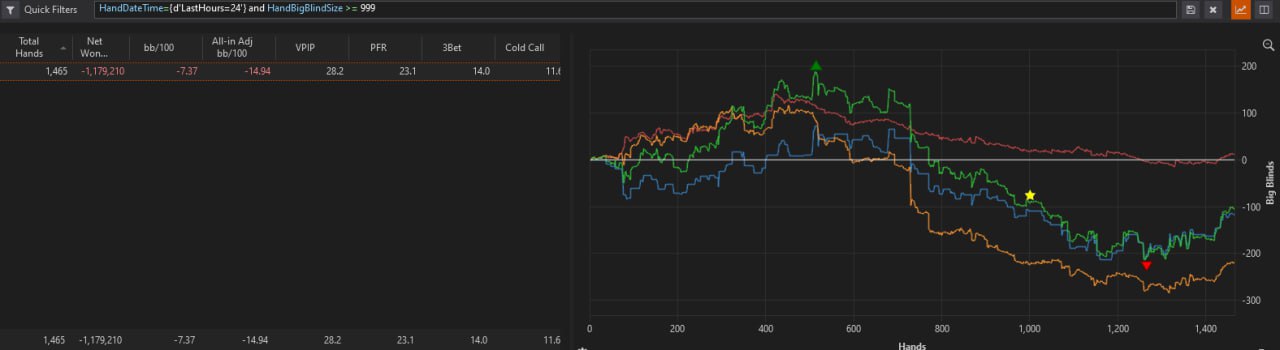 Quick Filters HandDateTime={d'LastHours=24'} and HandBigBlindSize >= 999
Total Hands Net Won... bb/100 All-in Adj bb/100 VPIP PFR 3Bet Cold Call
1,465 -1,179,210 -7.37 -14.94 28.2 23.1 14.0 11.6
1,465 -1,179,210 -7.37 -14.94 28.2 23.1 14.0 11.6
200
100
0
-100
-200
-300
Big Blinds
0 200 400 600 800 1,000 1,200 1,400
Hands